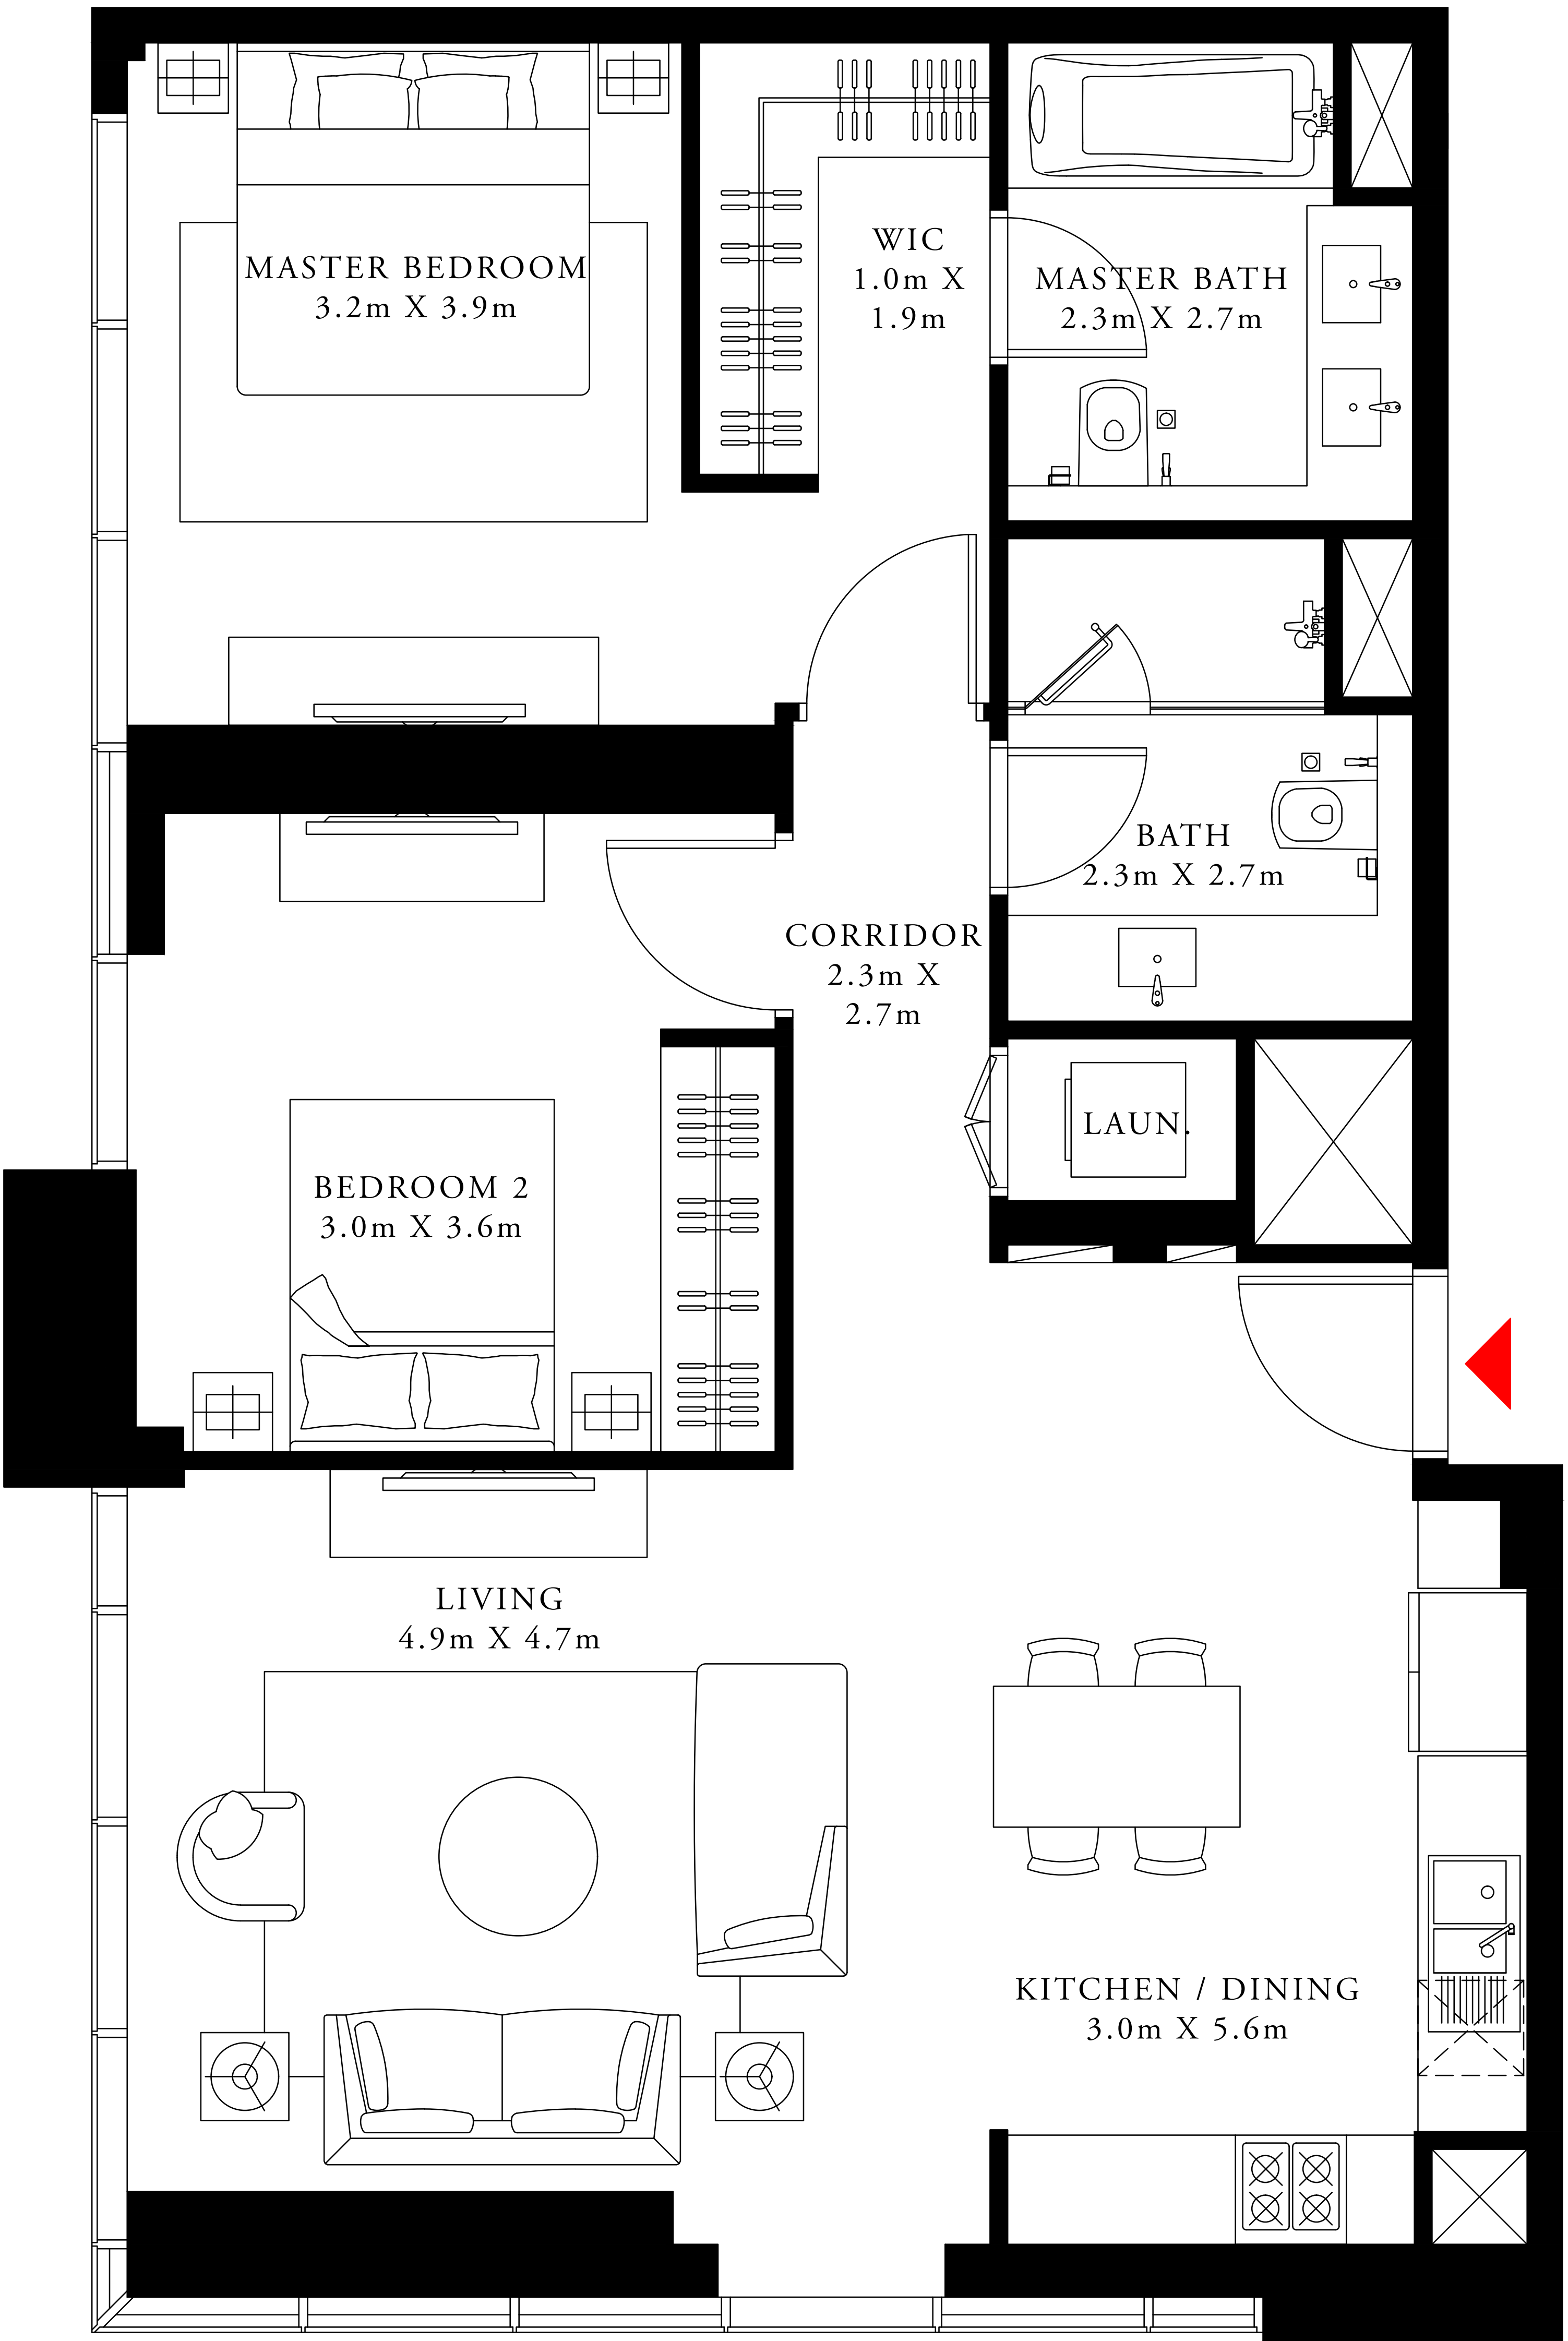 MASTER BEDROOM
3.2m X 3.9m
WIC
1.0m X
1.9m
MASTER BATH
2.3m X 2.7m
BATH
2.3m X 2.7m
CORRIDOR
2.3m X
2.7m
LAUN.
BEDROOM 2
3.0m X 3.6m
LIVING
4.9m X 4.7m
KITCHEN / DINING
3.0m X 5.6m